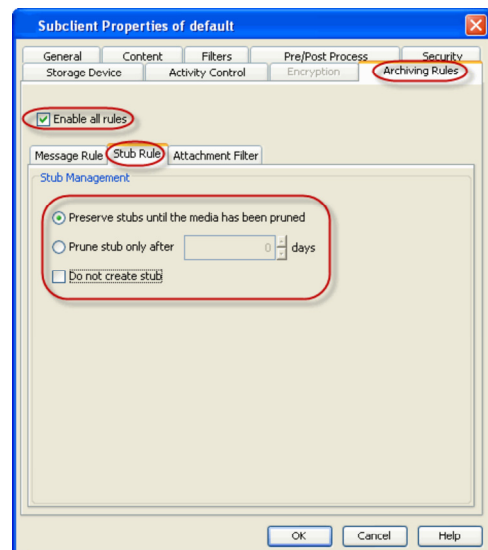 Subclient Properties of default
General Content Filters Pre/Post Process Security
Storage Device Activity Control Encryption Archiving Rules
Enable all rules
Message Rule Stub Rule Attachment Filter
Stub Management
Preserve stubs until the media has been pruned
Prune stub only after 0 days
Do not create stub
OK Cancel Help